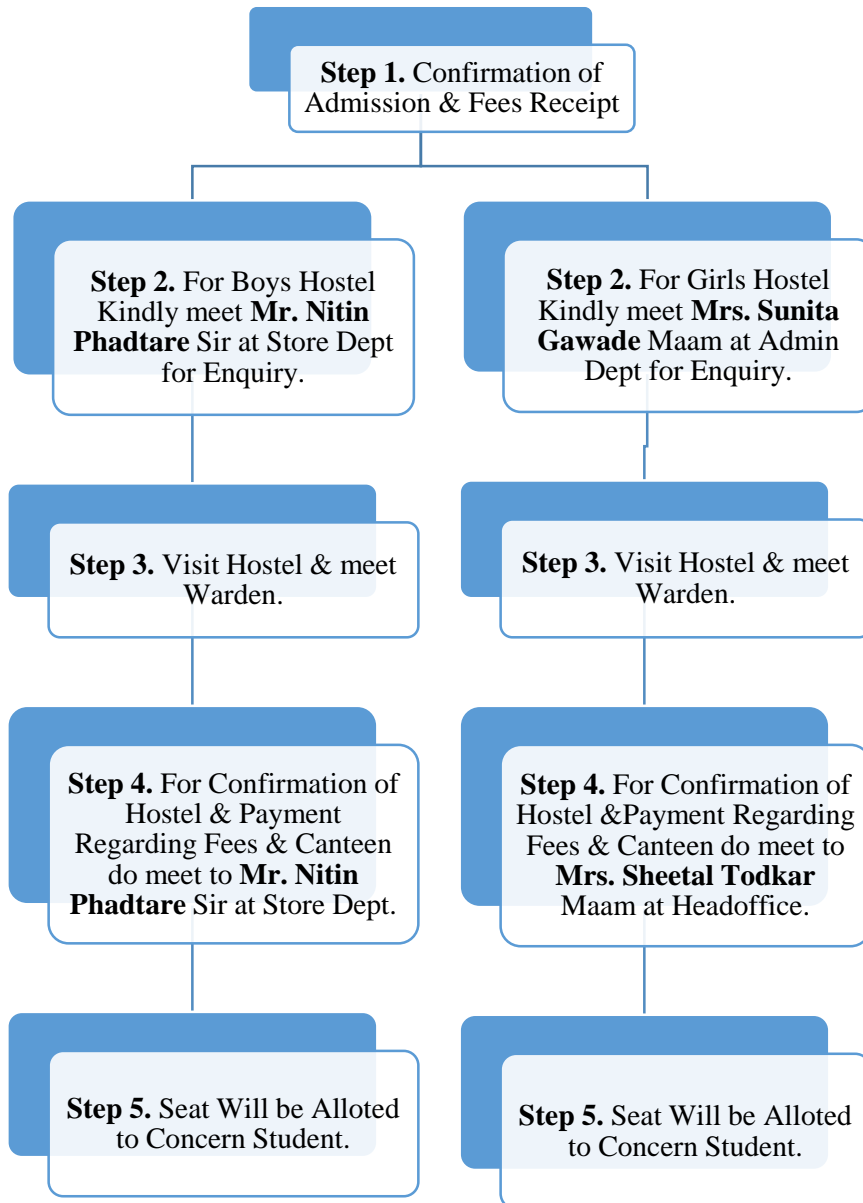 Step 1. Confirmation of
Admission & Fees Receipt
Step 2. For Boys Hostel
Kindly meet Mr. Nitin
Phadtare Sir at Store Dept
for Enquiry.
Step 3. Visit Hostel & meet
Warden.
Step 4. For Confirmation of
Hostel & Payment
Regarding Fees & Canteen
do meet to Mr. Nitin
Phadtare Sir at Store Dept.
Step 5. Seat Will be Alloted
to Concern Student.
Step 2. For Girls Hostel
Kindly meet Mrs. Sunita
Gawade Maam at Admin
Dept for Enquiry.
Step 3. Visit Hostel & meet
Warden.
Step 4. For Confirmation of
Hostel &Payment Regarding
Fees & Canteen do meet to
Mrs. Sheetal Todkar
Maam at Headoffice.
Step 5. Seat Will be Alloted
to Concern Student.